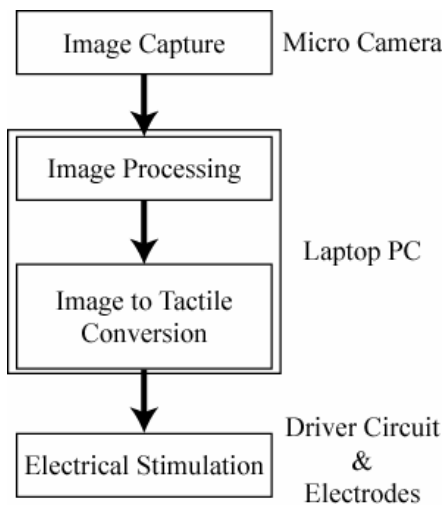 Image Capture
Micro Camera
Image Processing
Laptop PC
Image to Tactile
Conversion
Electrical Stimulation
Driver Circuit
&
Electrodes